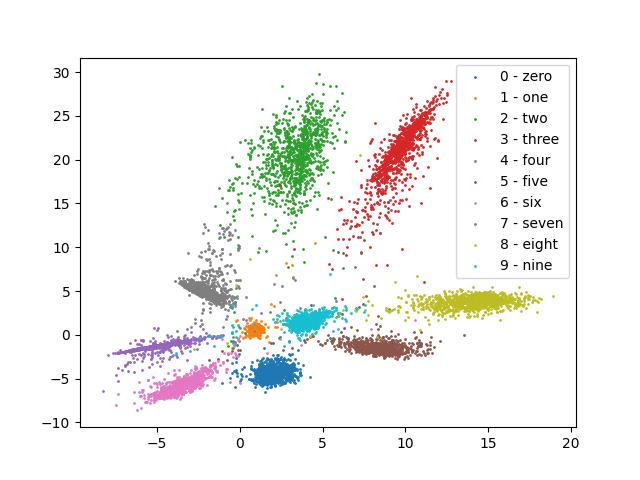 30
25
20
15
10
5
0
−5
−10
−5
0
5
10
15
20
0 - zero
1 - one
2 - two
3 - three
4 - four
5 - five
6 - six
7 - seven
8 - eight
9 - nine